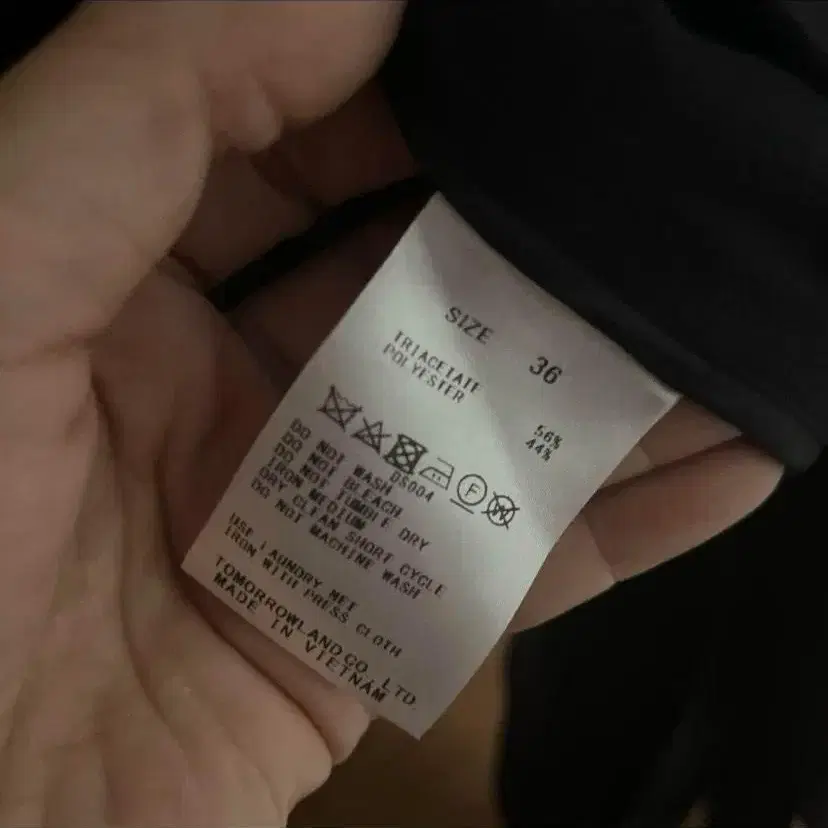 SIZE 36
TRIACETATE 56%
POLYESTER 44%
DS004
DO NOT WASH
DO NOT BLEACH
DO NOT TUMBLE DRY
IRON MEDIUM
DRY CLEAN SHORT CYCLE
DO NOT MACHINE WASH
USE LAUNDRY NET
IRON WITH PRESS CLOTH
TOMORROWLAND CO., LTD.
MADE IN VIETNAM